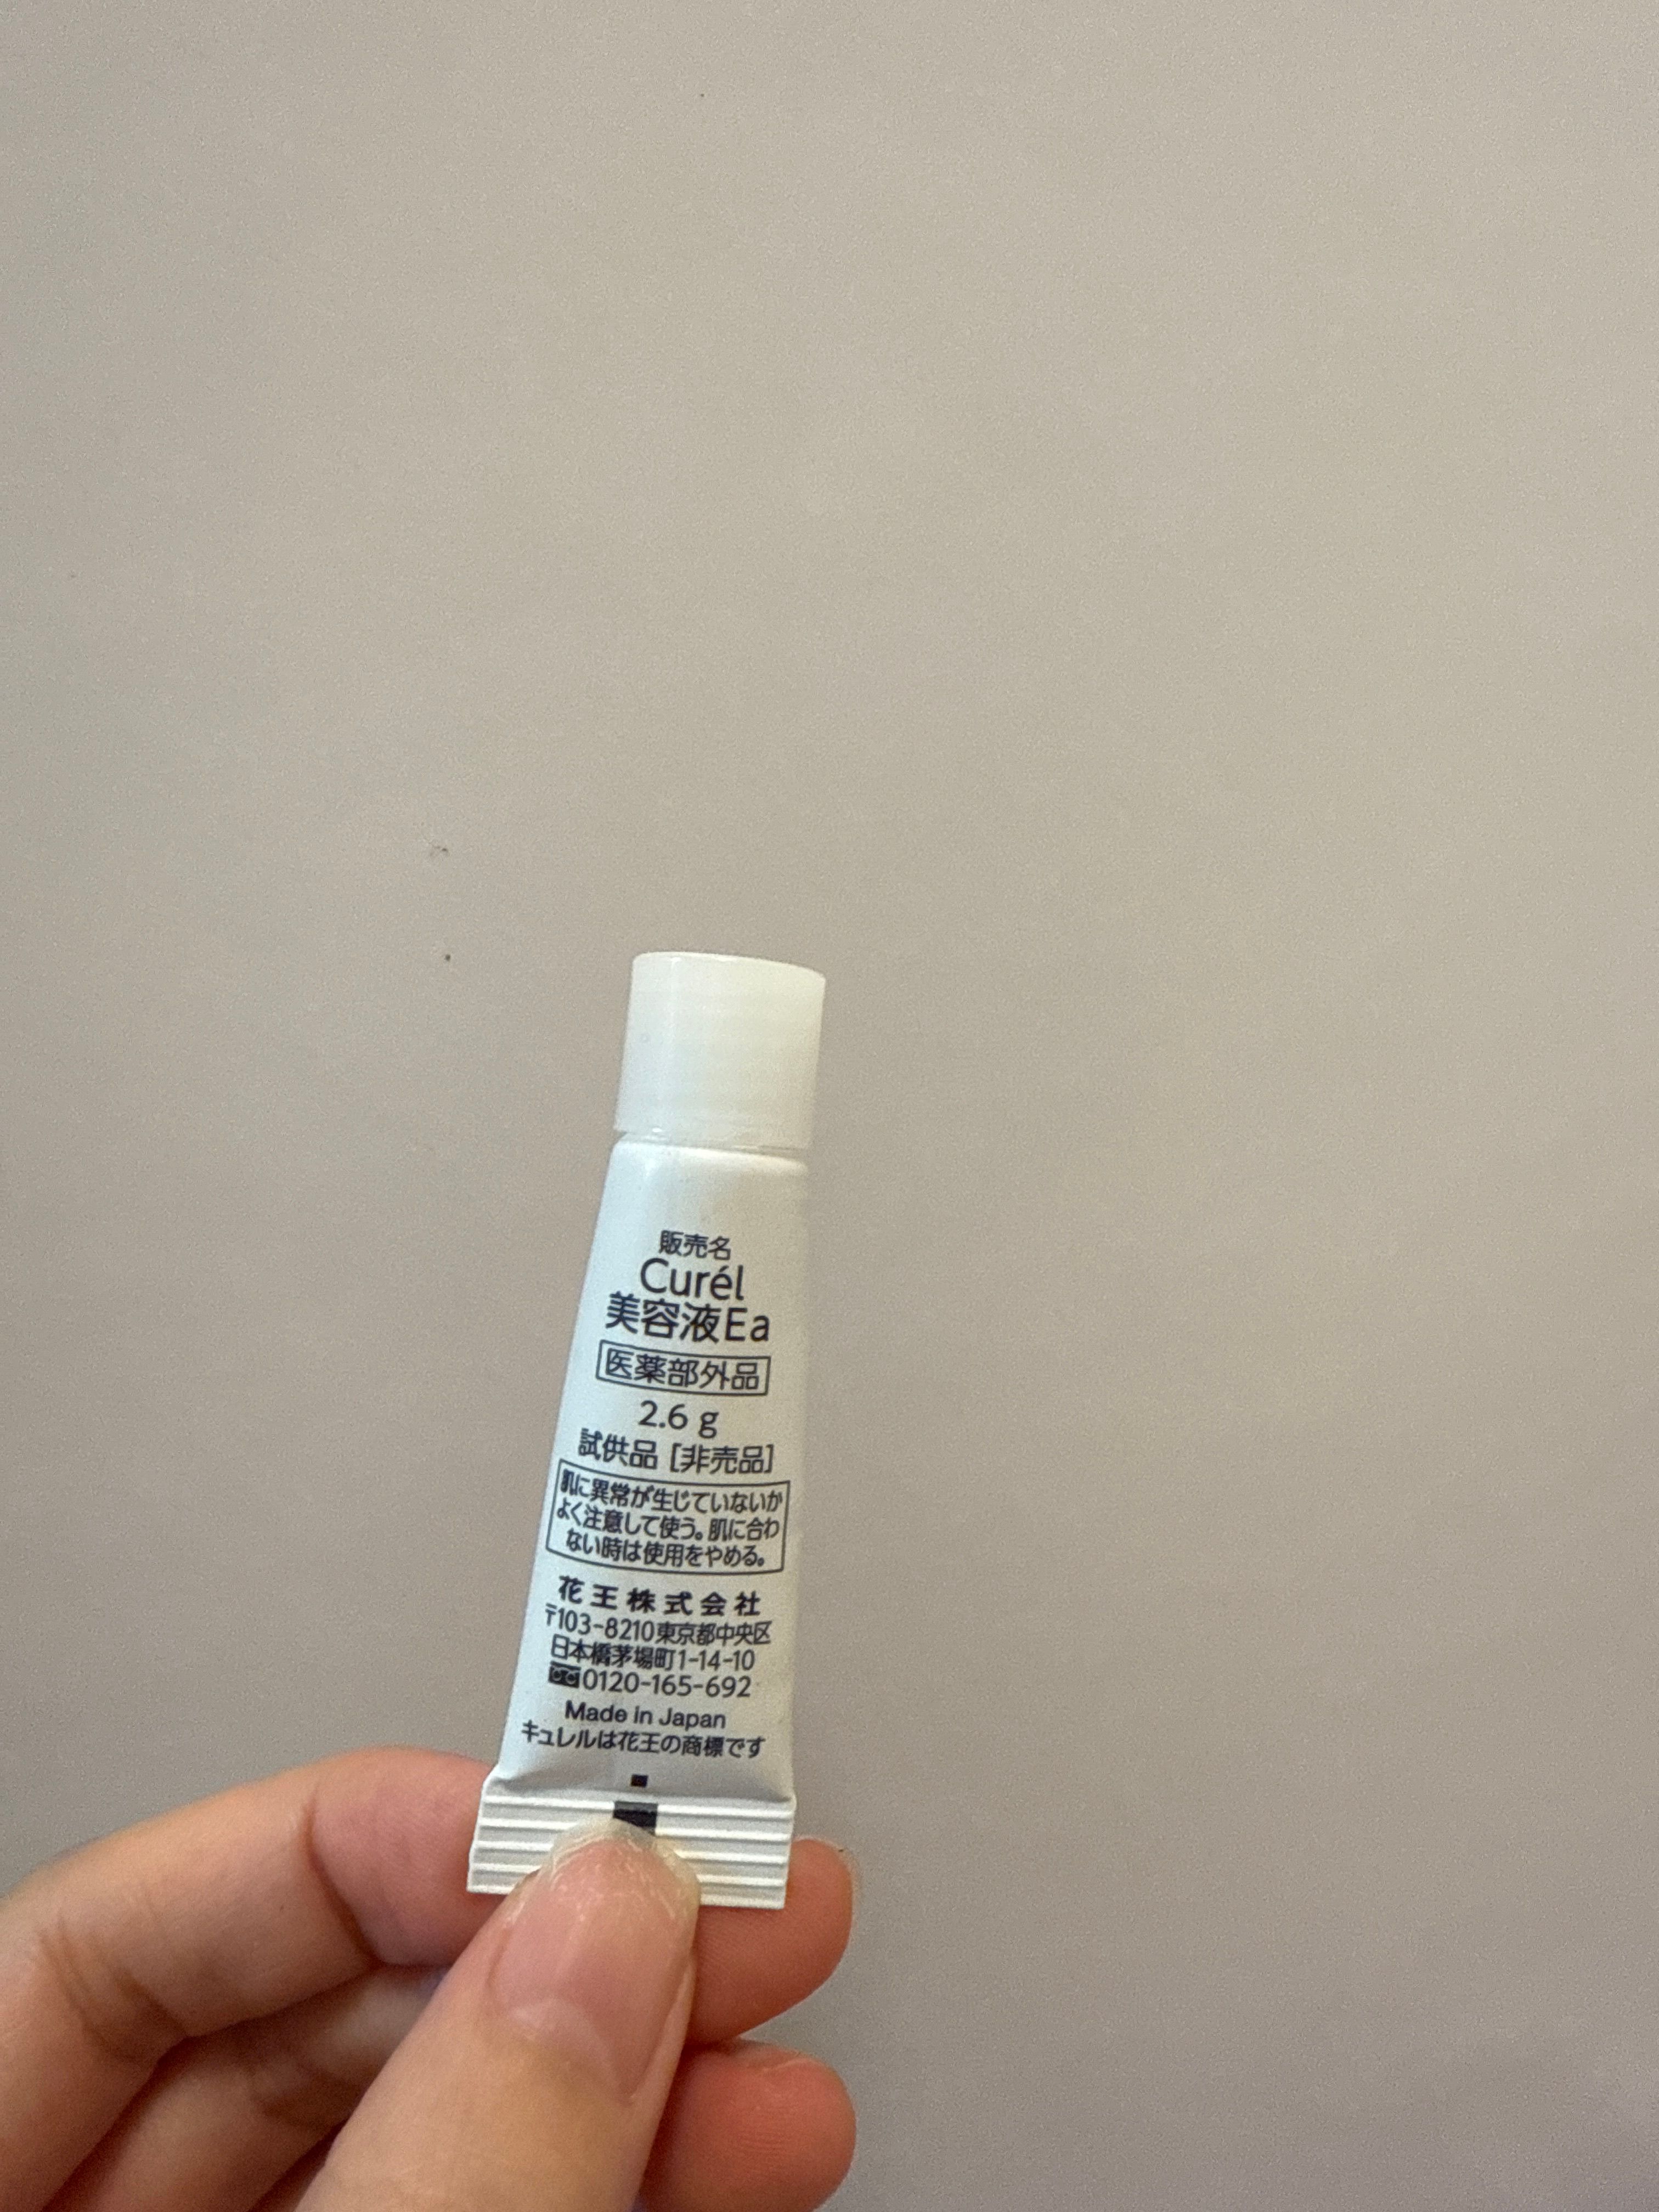 販売名
Curél
美容液Ea
医薬部外品
2.6 g
試供品 [非売品]
肌に異常が生じていないか
よく注意して使う。肌に合わ
ない時は使用をやめる。
花王株式会社
〒103-8210東京都中央区
日本橋茅場町1-14-10
0120-165-692
Made in Japan
キュレルは花王の商標です